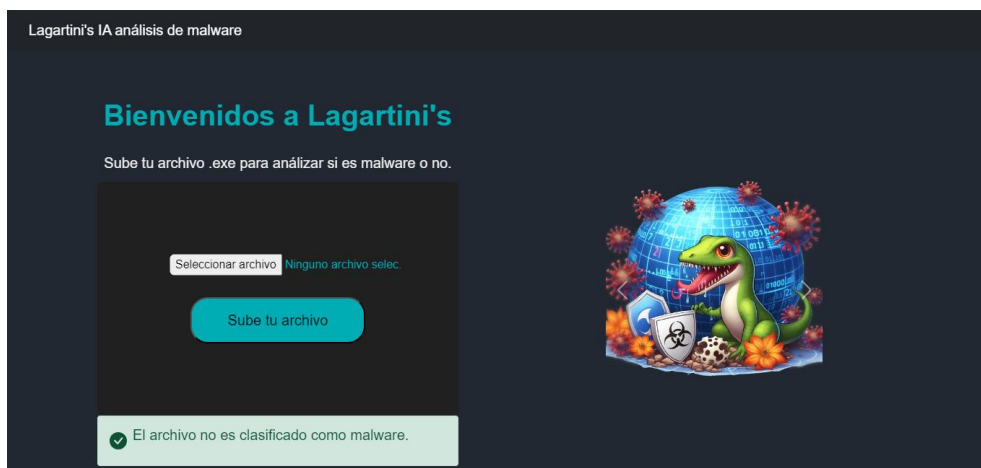 Lagartini's IA análisis de malware
Bienvenidos a Lagartini's
Sube tu archivo .exe para análizar si es malware o no.
Seleccionar archivo Ninguno archivo selec.
Sube tu archivo
El archivo no es clasificado como malware.